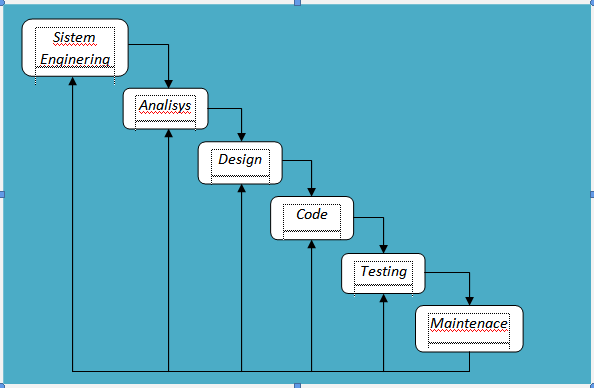 Sistem
Enginering
Analisys
Design
Code
Testing
Maintenace